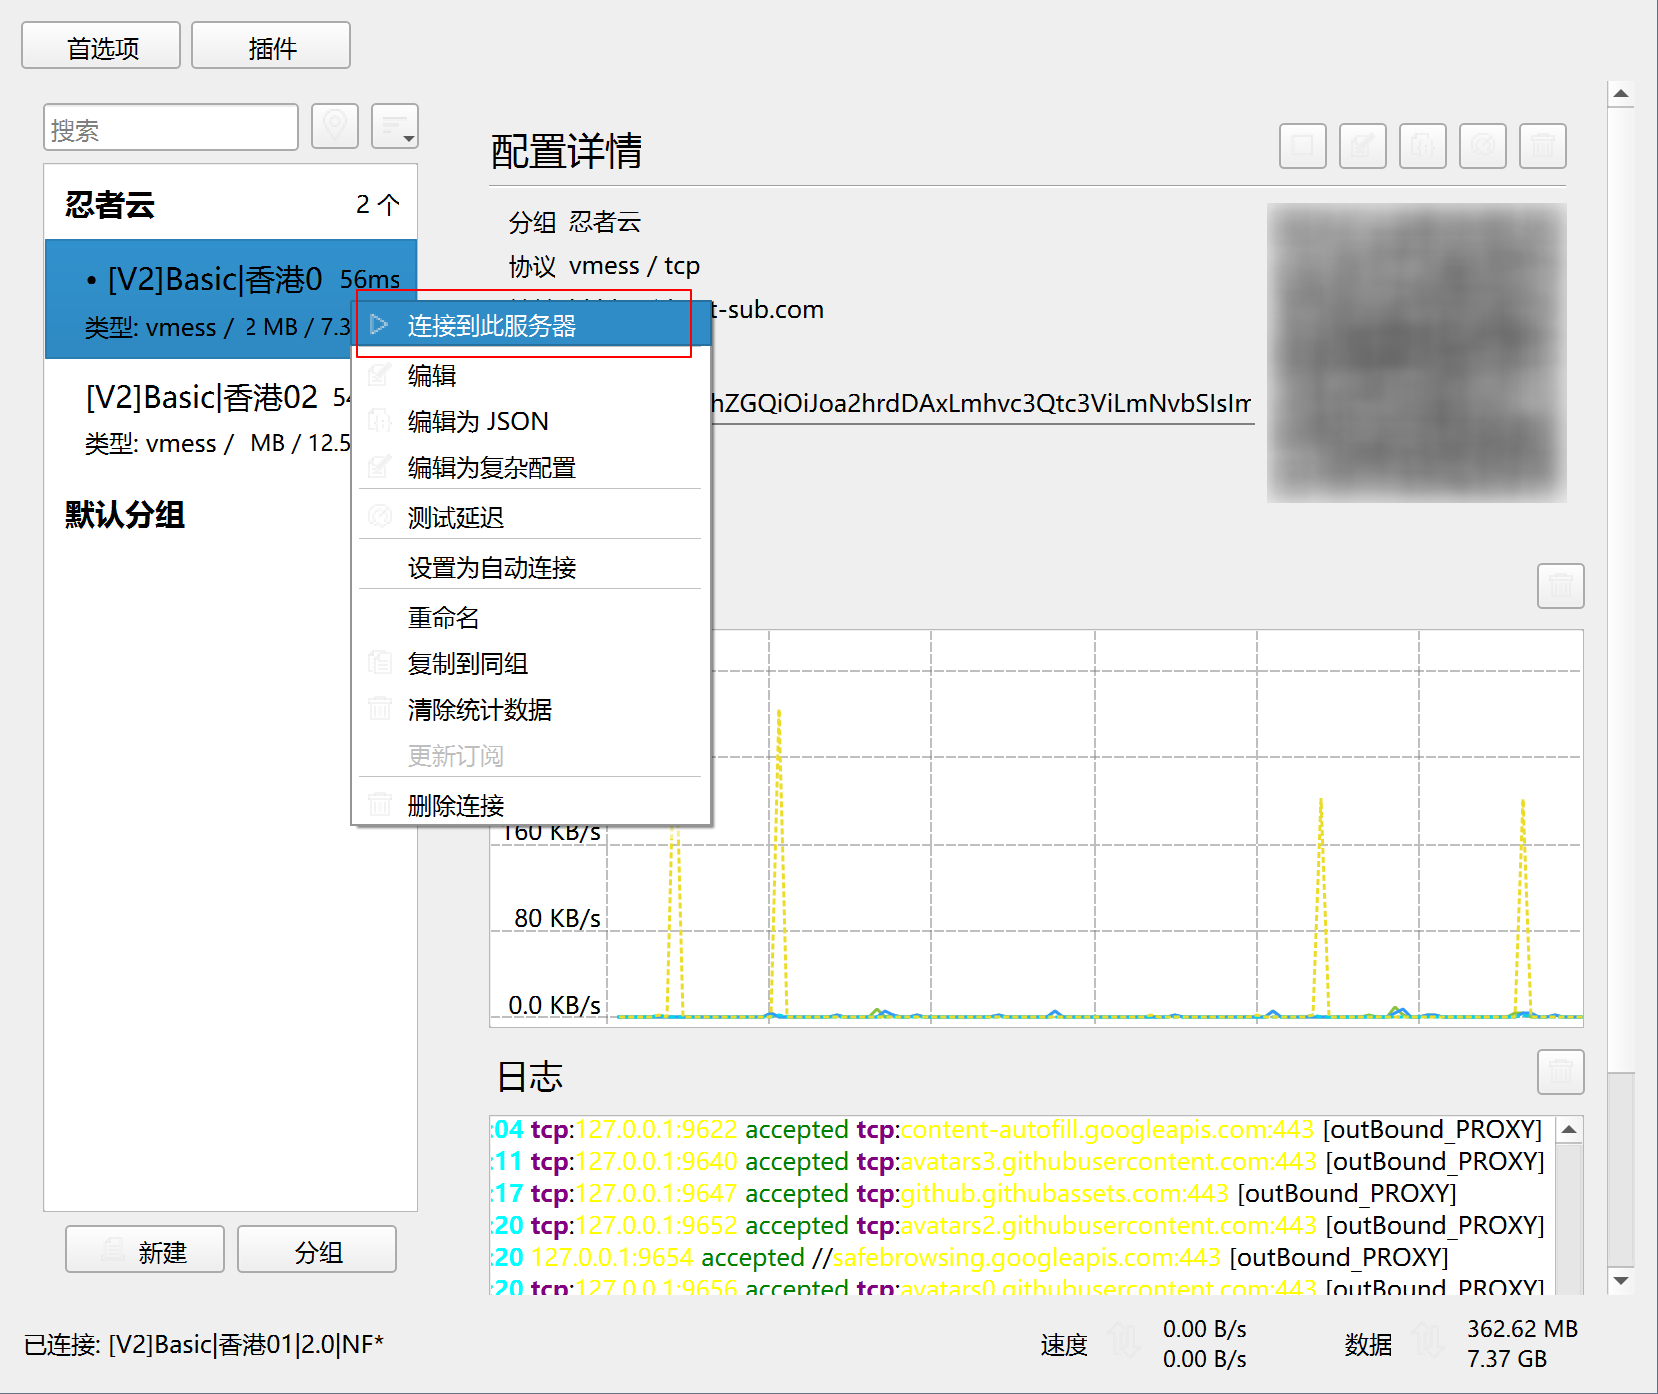 首选项 插件
搜索
忍者云 2 个
• [V2]Basic|香港0 56ms
类型: vmess / 2 MB / 7.3
[V2]Basic|香港02
类型: vmess / MB / 12.5
默认分组
新建 分组
连接到此服务器
编辑
编辑为 JSON
编辑为复杂配置
测试延迟
设置为自动连接
重命名
复制到同组
清除统计数据
更新订阅
删除连接
配置详情
分组 忍者云
协议 vmess / tcp
t-sub.com
hZGQiOiJoa2hrdDAxLmhvc3Qtc3ViLmNvbSIsIm
160 KB/s
80 KB/s
0.0 KB/s
日志
:04 tcp:127.0.0.1:9622 accepted tcp:content-autofill.googleapis.com:443 [outBound_PROXY]
:11 tcp:127.0.0.1:9640 accepted tcp:avatars3.githubusercontent.com:443 [outBound_PROXY]
:17 tcp:127.0.0.1:9647 accepted tcp:github.githubassets.com:443 [outBound_PROXY]
:20 tcp:127.0.0.1:9652 accepted tcp:avatars2.githubusercontent.com:443 [outBound_PROXY]
:20 127.0.0.1:9654 accepted //safebrowsing.googleapis.com:443 [outBound_PROXY]
:20 tcp:127.0.0.1:9656 accepted tcp:avatars0.githubusercontent.com:443 [outBound_PROXY]
已连接: [V2]Basic|香港01|2.0|NF*
速度 0.00 B/s
0.00 B/s
数据 362.62 MB
7.37 GB